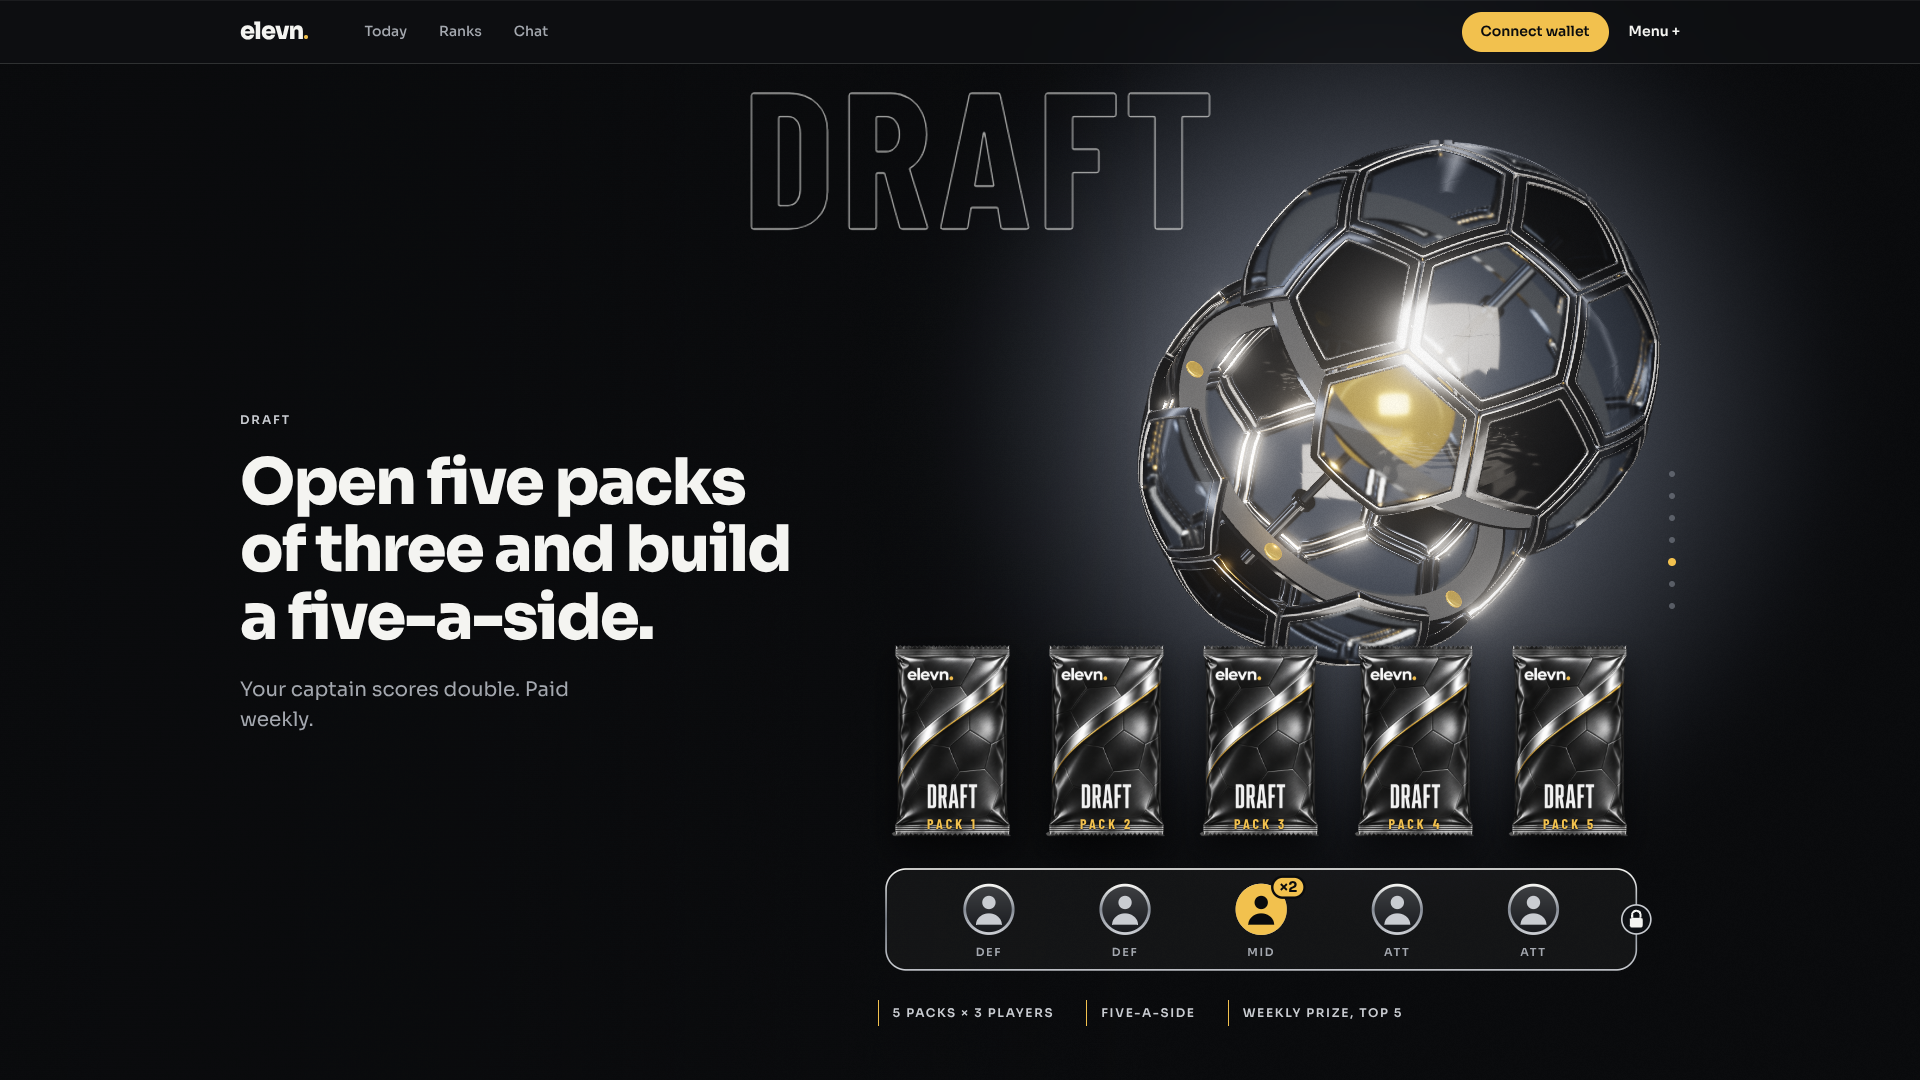 elevn.
Today
Ranks
Chat
Connect wallet
Menu +
DRAFT
DRAFT
Open five packs
of three and build
a five-a-side.
Your captain scores double. Paid
weekly.
elevn.
DRAFT
PACK 1
elevn.
DRAFT
PACK 2
elevn.
DRAFT
PACK 3
elevn.
DRAFT
PACK 4
elevn.
DRAFT
PACK 5
×2
DEF
DEF
MID
ATT
ATT
5 PACKS × 3 PLAYERS
FIVE-A-SIDE
WEEKLY PRIZE, TOP 5